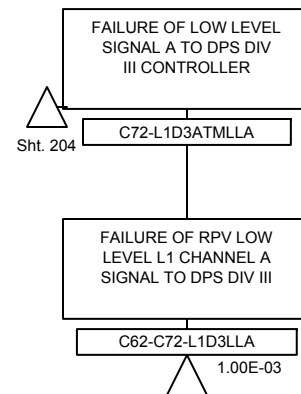 FAILURE OF LOW LEVEL
SIGNAL A TO DPS DIV
III CONTROLLER
Sht. 204
C72-L1D3ATMLLA
FAILURE OF RPV LOW
LEVEL L1 CHANNEL A
SIGNAL TO DPS DIV III
C62-C72-L1D3LLA
1.00E-03